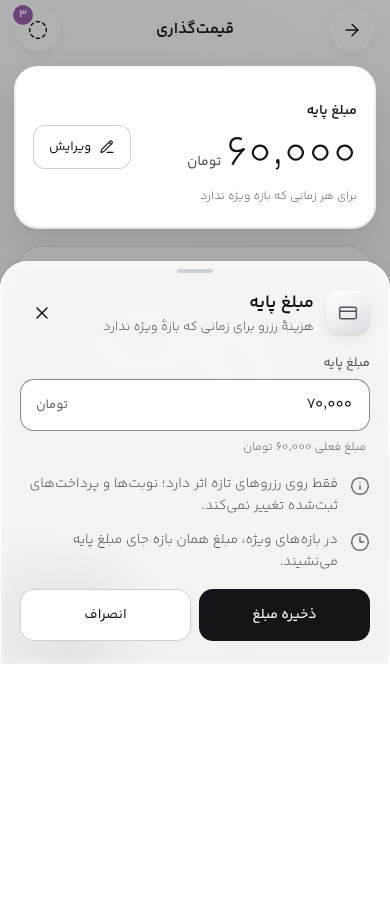 قیمت‌گذاری
۳
مبلغ پایه
۶۰,۰۰۰ تومان
ویرایش
برای هر زمانی که بازه ویژه ندارد
مبلغ پایه
هزینهٔ رزرو برای زمانی که بازهٔ ویژه ندارد
مبلغ پایه
۷۰,۰۰۰
تومان
مبلغ فعلی ۶۰,۰۰۰ تومان
فقط روی رزروهای تازه اثر دارد؛ نوبت‌ها و پرداخت‌های
ثبت‌شده تغییر نمی‌کند.
در بازه‌های ویژه، مبلغ همان بازه جای مبلغ پایه
می‌نشیند.
ذخیره مبلغ
انصراف